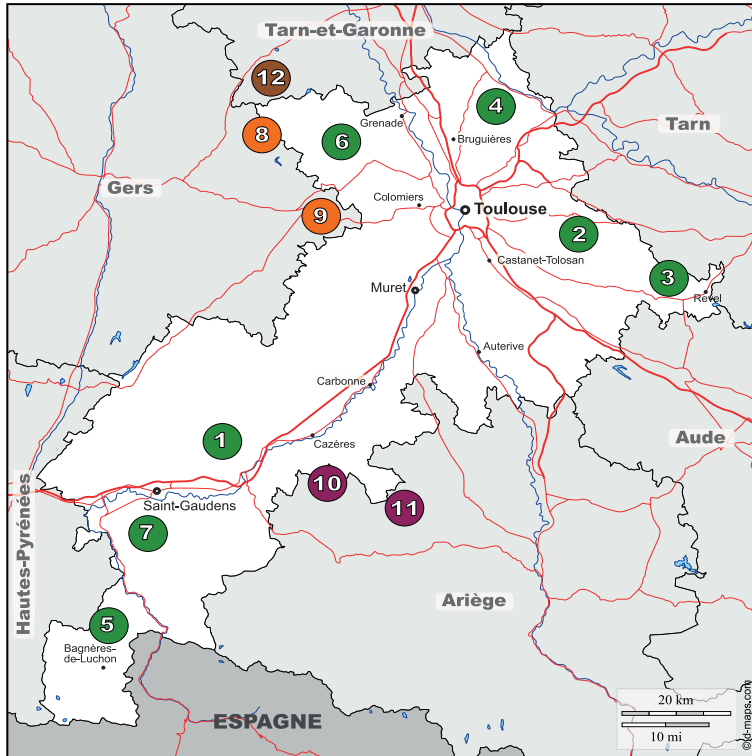 Tarn-et-Garonne
12
4
8
Grenade
Tarn
6
Bruguières
Gers
Colomiers
9
Toulouse
2
Castanet-Tolosan
3
Muret
Revel
Auterive
Carbonne
1
Cazères
Aude
10
Saint-Gaudens
11
7
Hautes-Pyrénées
Ariège
5
Bagnères-
de-Luchon
20 km
10 mi
ESPAGNE
©d-maps.com